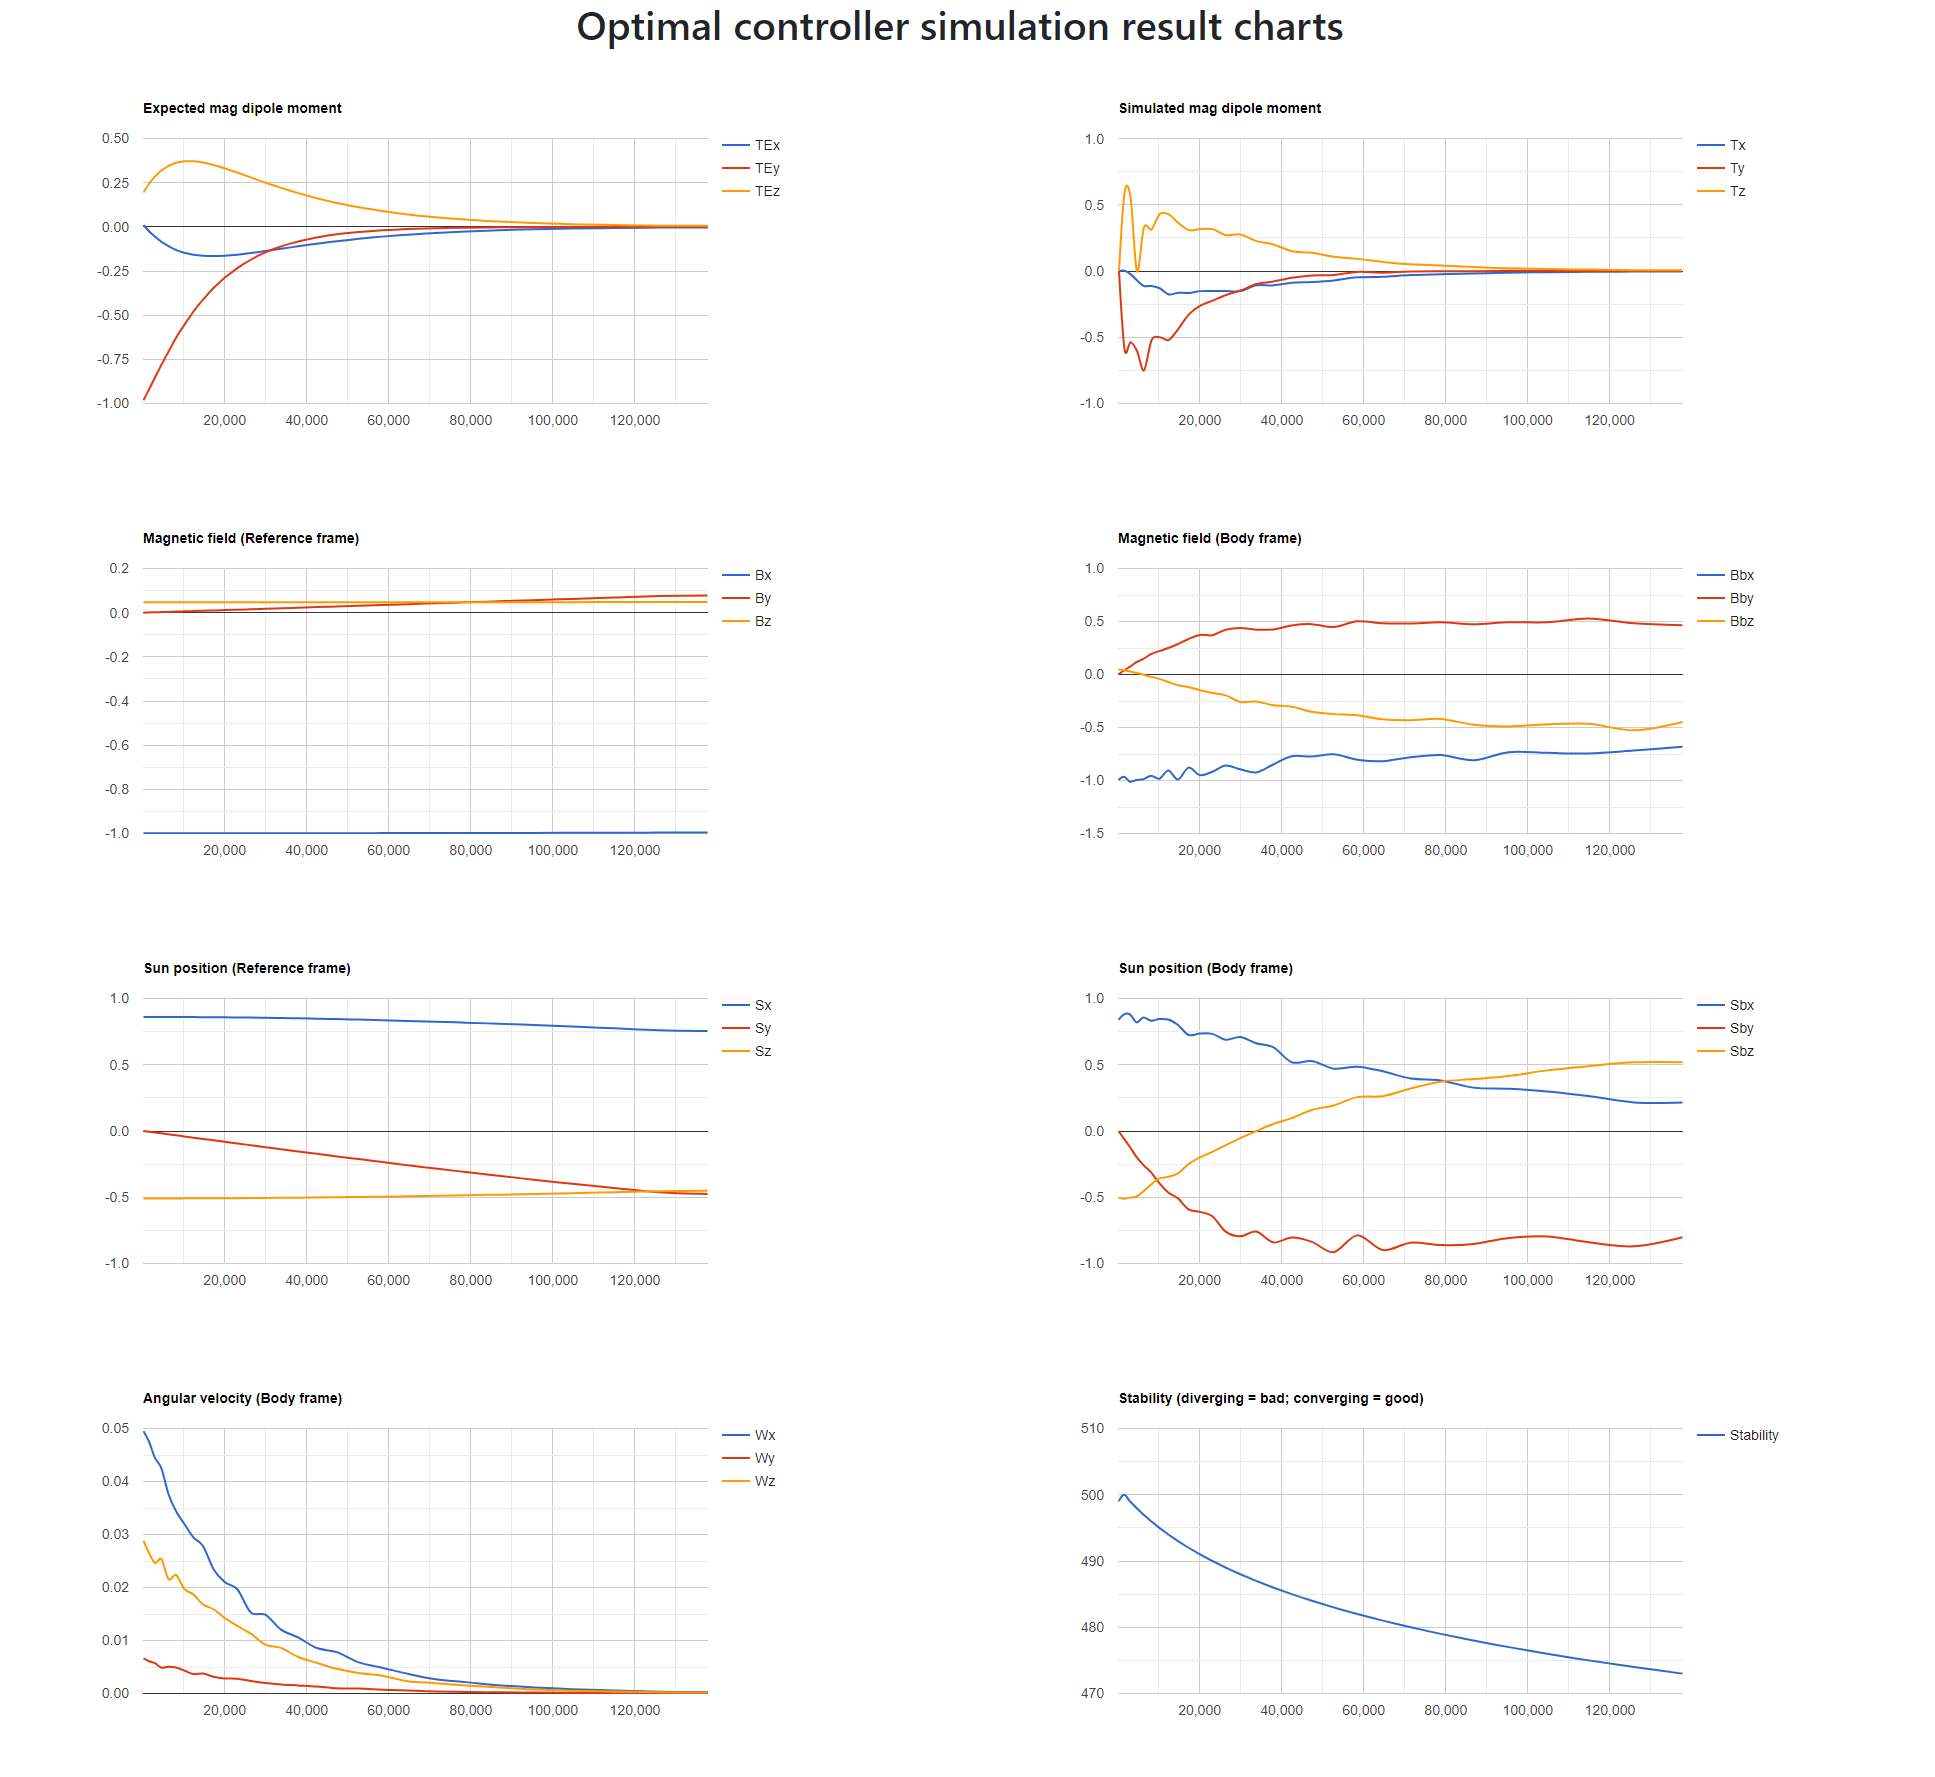 Optimal controller simulation result charts
Expected mag dipole moment
0.50
0.25
0.00
-0.25
-0.50
-0.75
-1.00
20,000 40,000 60,000 80,000 100,000 120,000
TEx
TEy
TEz
Simulated mag dipole moment
1.0
0.5
0.0
-0.5
-1.0
20,000 40,000 60,000 80,000 100,000 120,000
Tx
Ty
Tz
Magnetic field (Reference frame)
0.2
0.0
-0.2
-0.4
-0.6
-0.8
-1.0
20,000 40,000 60,000 80,000 100,000 120,000
Bx
By
Bz
Magnetic field (Body frame)
1.0
0.5
0.0
-0.5
-1.0
-1.5
20,000 40,000 60,000 80,000 100,000 120,000
Bbx
Bby
Bbz
Sun position (Reference frame)
1.0
0.5
0.0
-0.5
-1.0
20,000 40,000 60,000 80,000 100,000 120,000
Sx
Sy
Sz
Sun position (Body frame)
1.0
0.5
0.0
-0.5
-1.0
20,000 40,000 60,000 80,000 100,000 120,000
Sbx
Sby
Sbz
Angular velocity (Body frame)
0.05
0.04
0.03
0.02
0.01
0.00
20,000 40,000 60,000 80,000 100,000 120,000
Wx
Wy
Wz
Stability (diverging = bad; converging = good)
510
500
490
480
470
20,000 40,000 60,000 80,000 100,000 120,000
Stability